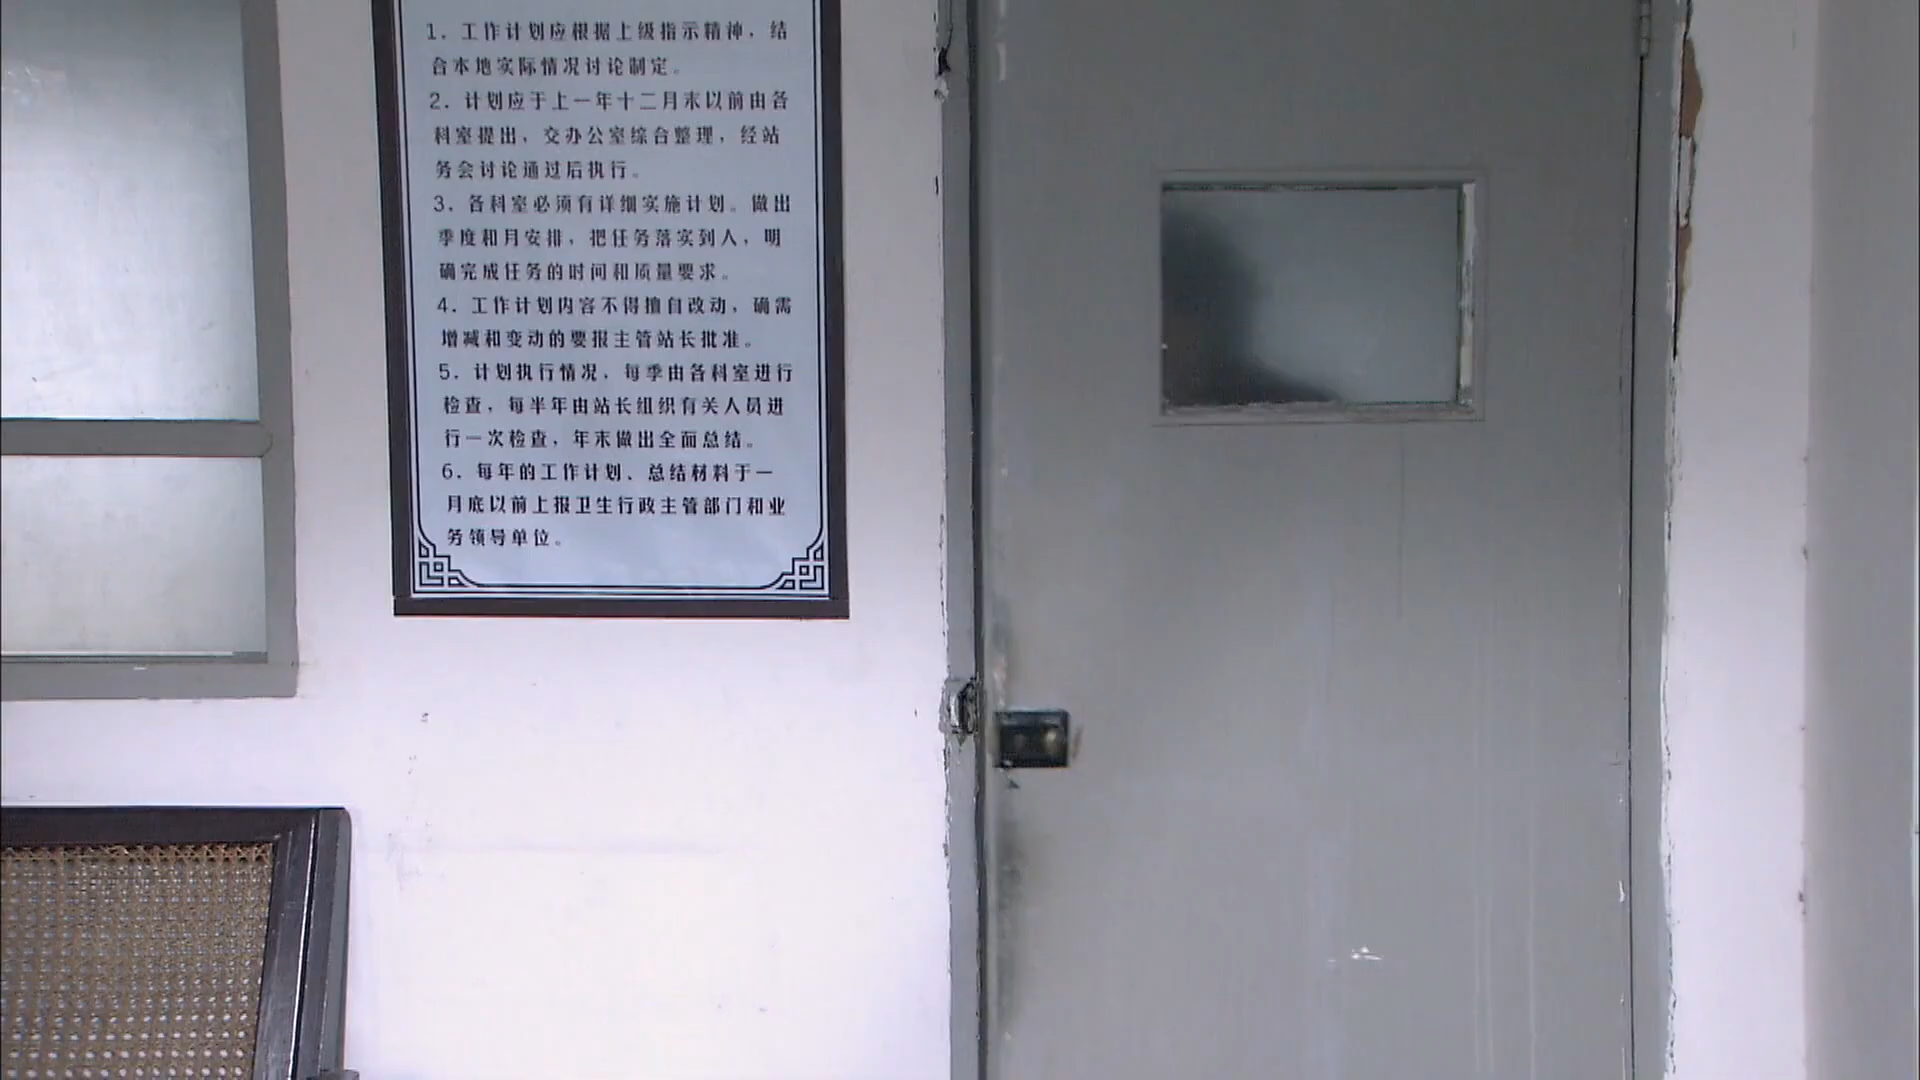 1. 工作计划应根据上级指示精神，结
合本地实际情况讨论制定。
2. 计划应于上一年十二月末以前由各
科室提出，交办公室综合整理，经站
务会讨论通过后执行。
3. 各科室必须有详细实施计划。做出
季度和月安排，把任务落实到人，明
确完成任务的时间和质量要求。
4. 工作计划内容不得擅自改动，确需
增减和变动的要报主管站长批准。
5. 计划执行情况，每季由各科室进行
检查，每半年由站长组织有关人员进
行一次检查，年末做出全面总结。
6. 每年的工作计划、总结材料于一
月底以前上报卫生行政主管部门和业
务领导单位。